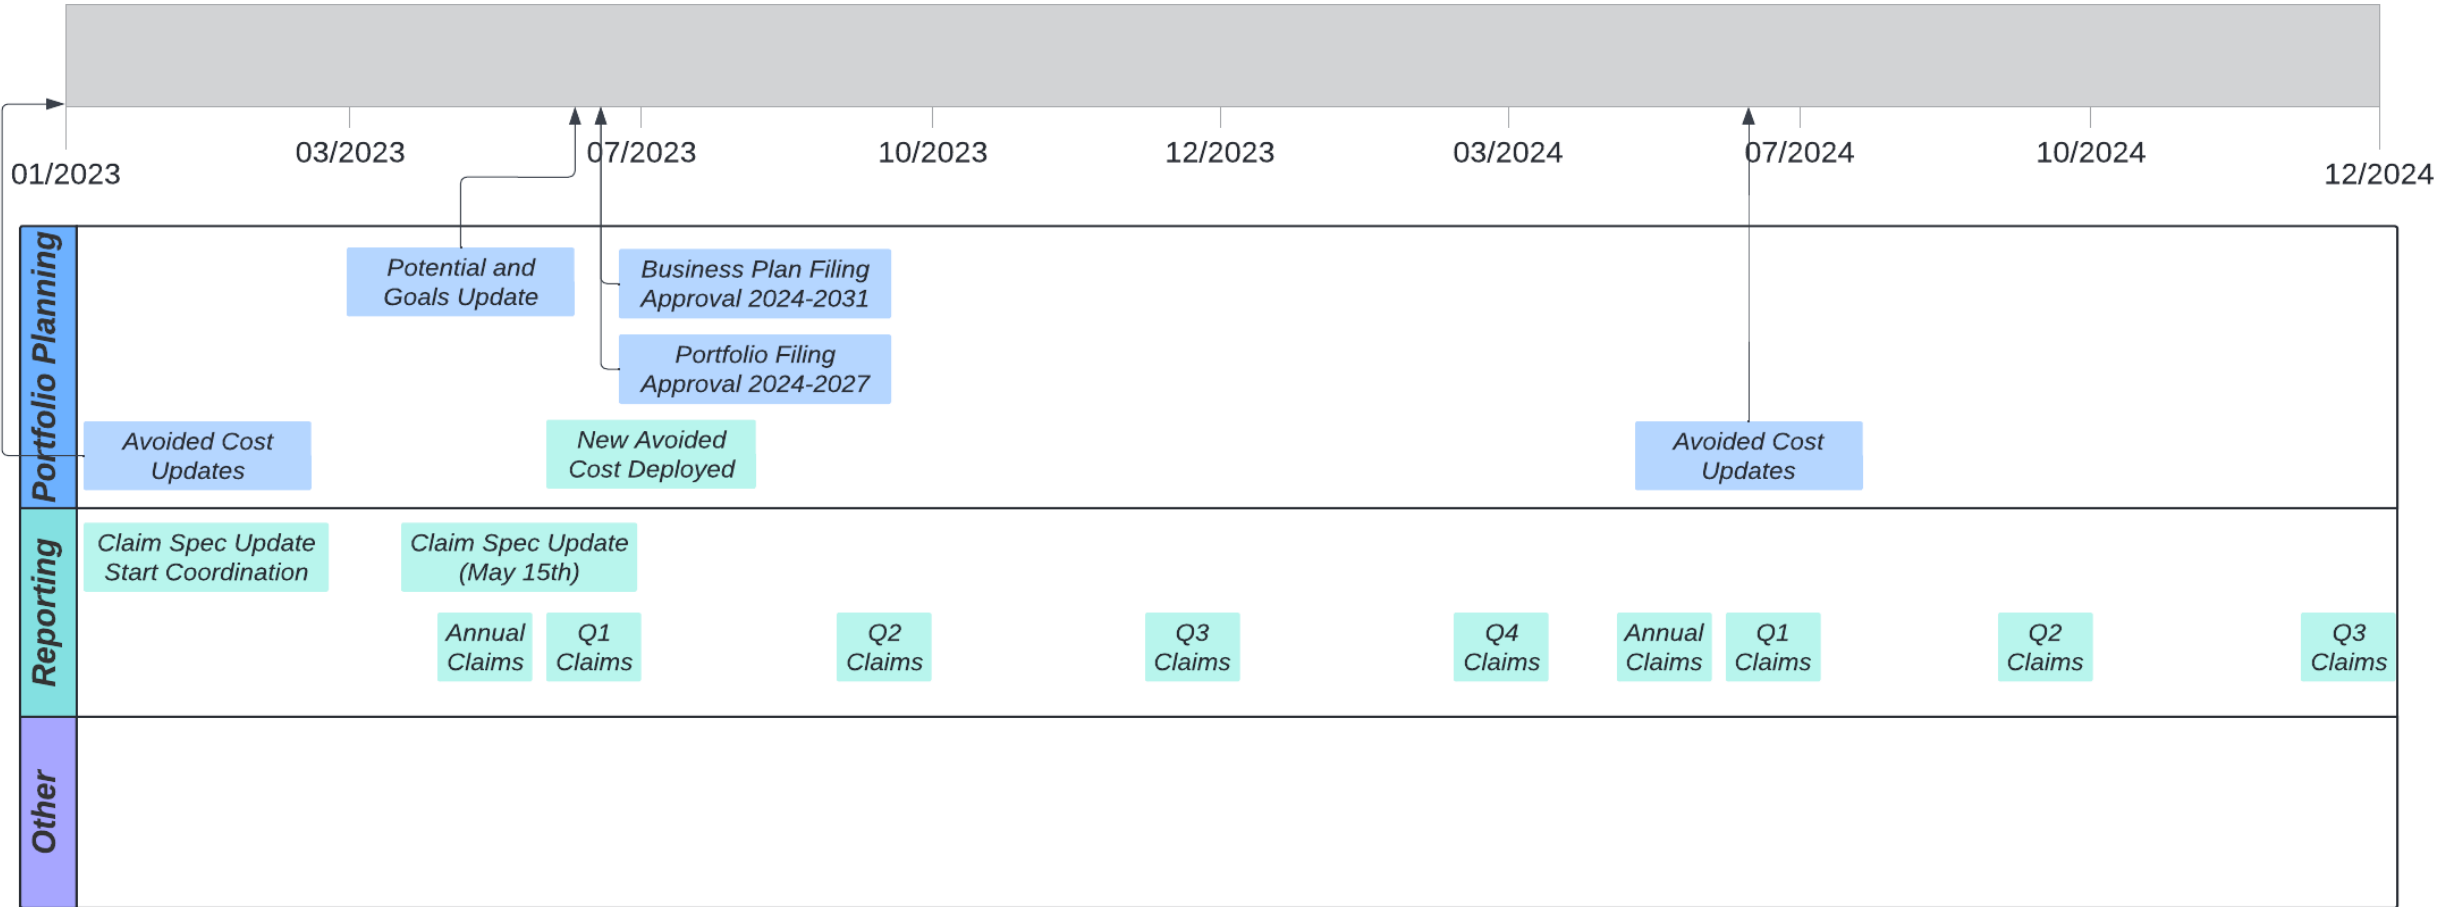 03/2023
07/2023
10/2023
12/2023
03/2024
07/2024
10/2024
01/2023
12/2024
Portfolio Planning
Potential and
Goals Update
Business Plan Filing
Approval 2024-2031
Portfolio Filing
Approval 2024-2027
Avoided Cost
Updates
New Avoided
Cost Deployed
Avoided Cost
Updates
Reporting
Claim Spec Update
Start Coordination
Claim Spec Update
(May 15th)
Annual
Claims
Q1
Claims
Q2
Claims
Q3
Claims
Q4
Claims
Annual
Claims
Q1
Claims
Q2
Claims
Q3
Claims
Other